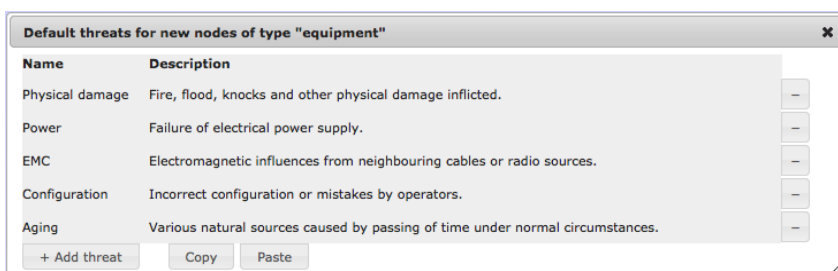 Default threats for new nodes of type "equipment" ✖
Name Description
Physical damage Fire, flood, knocks and other physical damage inflicted. –
Power Failure of electrical power supply. –
EMC Electromagnetic influences from neighbouring cables or radio sources. –
Configuration Incorrect configuration or mistakes by operators. –
Aging Various natural sources caused by passing of time under normal circumstances. –
+ Add threat Copy Paste